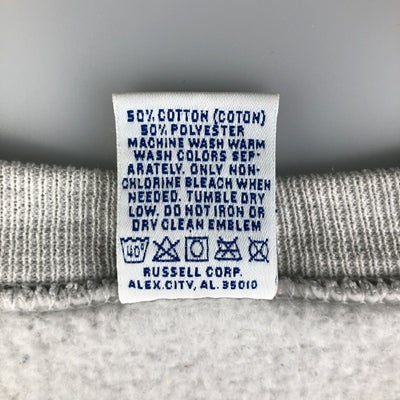 50% COTTON (COTON)
50% POLYESTER
MACHINE WASH WARM
WASH COLORS SEP-
ARATELY. ONLY NON-
CHLORINE BLEACH WHEN
NEEDED. TUMBLE DRY
LOW. DO NOT IRON OR
DRY CLEAN EMBLEM
40°
RUSSELL CORP.
ALEX.CITY, AL. 35010